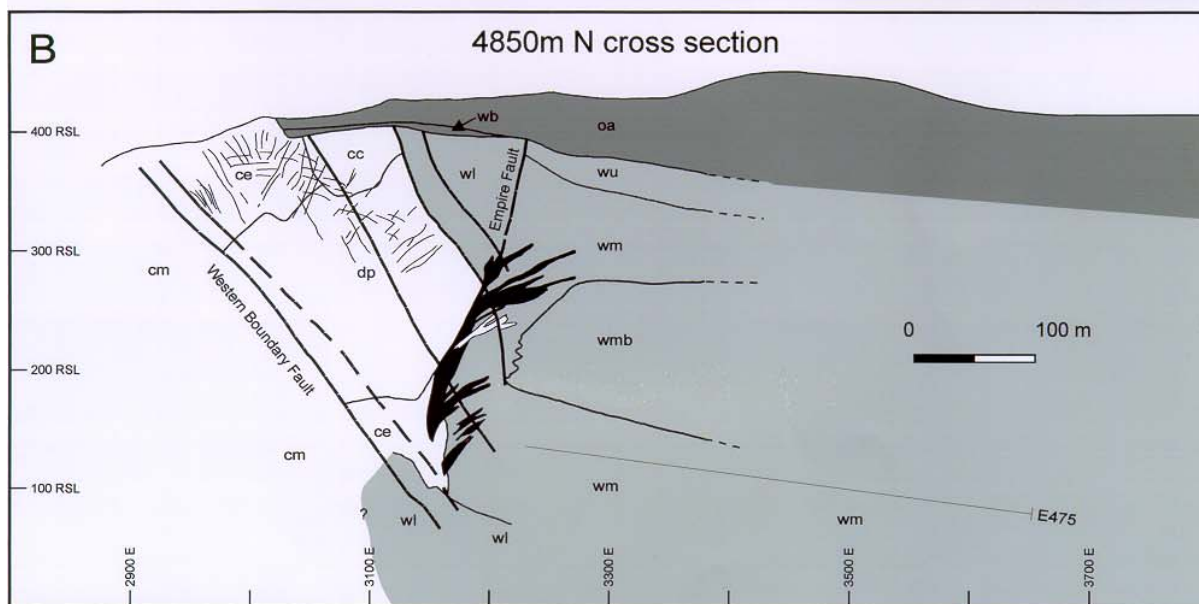 B
4850m N cross section
400 RSL
wb
oa
ce
cc
wl
wu
Empire Fault
300 RSL
cm
dp
wm
Western Boundary Fault
0 100 m
wmb
200 RSL
ce
cm
100 RSL
wm
?
wl
wl
wm
E475
2900 E
3100 E
3300 E
3500 E
3700 E